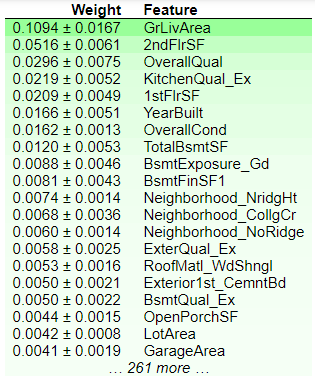 Weight Feature
0.1094 ± 0.0167 GrLivArea
0.0516 ± 0.0061 2ndFlrSF
0.0296 ± 0.0075 OverallQual
0.0219 ± 0.0052 KitchenQual_Ex
0.0209 ± 0.0049 1stFlrSF
0.0166 ± 0.0051 YearBuilt
0.0162 ± 0.0013 OverallCond
0.0120 ± 0.0053 TotalBsmtSF
0.0088 ± 0.0046 BsmtExposure_Gd
0.0081 ± 0.0043 BsmtFinSF1
0.0074 ± 0.0014 Neighborhood_NridgHt
0.0068 ± 0.0036 Neighborhood_CollgCr
0.0060 ± 0.0014 Neighborhood_NoRidge
0.0058 ± 0.0025 ExterQual_Ex
0.0053 ± 0.0016 RoofMatl_WdShngl
0.0050 ± 0.0021 Exterior1st_CemntBd
0.0050 ± 0.0022 BsmtQual_Ex
0.0044 ± 0.0015 OpenPorchSF
0.0042 ± 0.0008 LotArea
0.0041 ± 0.0019 GarageArea
… 261 more …